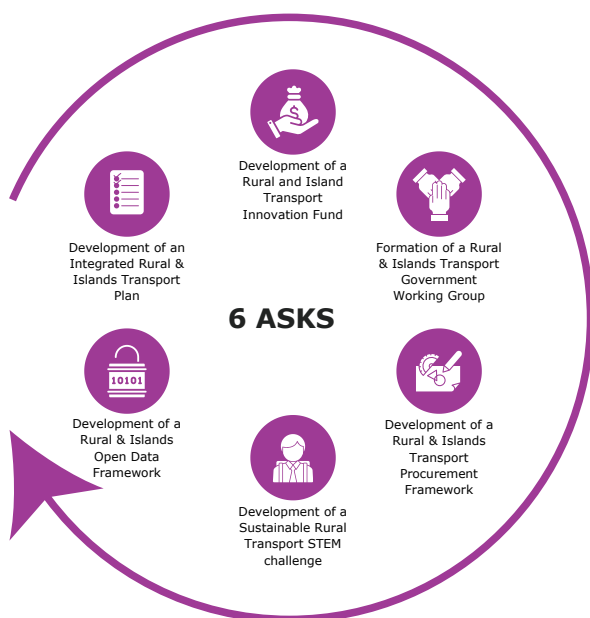 Development of a
Rural and Island
Transport
Innovation Fund
Development of an
Integrated Rural &
Islands Transport
Plan
Formation of a Rural
& Islands Transport
Government
Working Group
6 ASKS
10101
Development of a
Rural & Islands
Open Data
Framework
Development of a
Rural & Islands
Transport
Procurement
Framework
Development of a
Sustainable Rural
Transport STEM
challenge
$